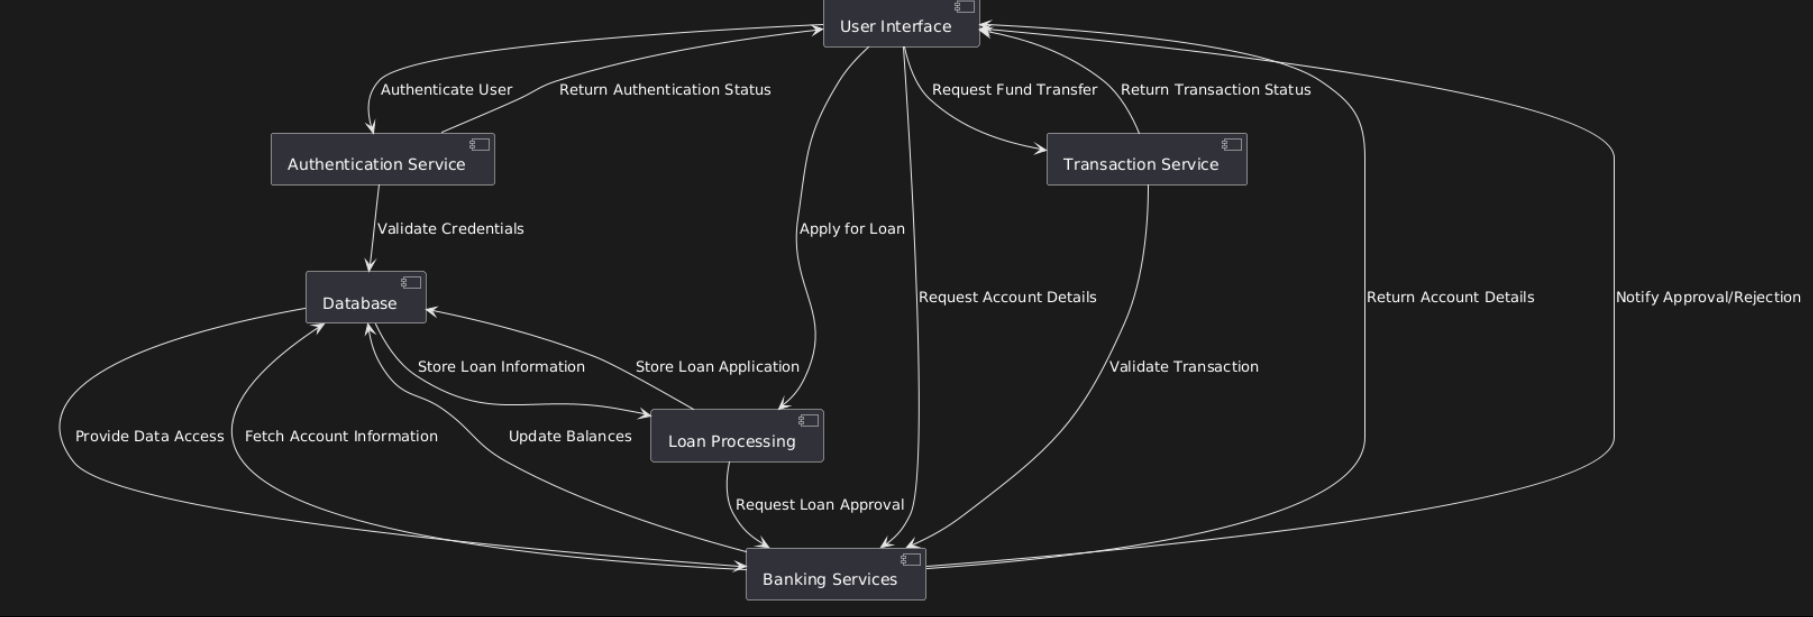 User Interface
Authenticate User
Return Authentication Status
Request Fund Transfer
Return Transaction Status
Authentication Service
Transaction Service
Validate Credentials
Apply for Loan
Database
Request Account Details
Return Account Details
Notify Approval/Rejection
Store Loan Information
Store Loan Application
Validate Transaction
Provide Data Access
Fetch Account Information
Update Balances
Loan Processing
Request Loan Approval
Banking Services